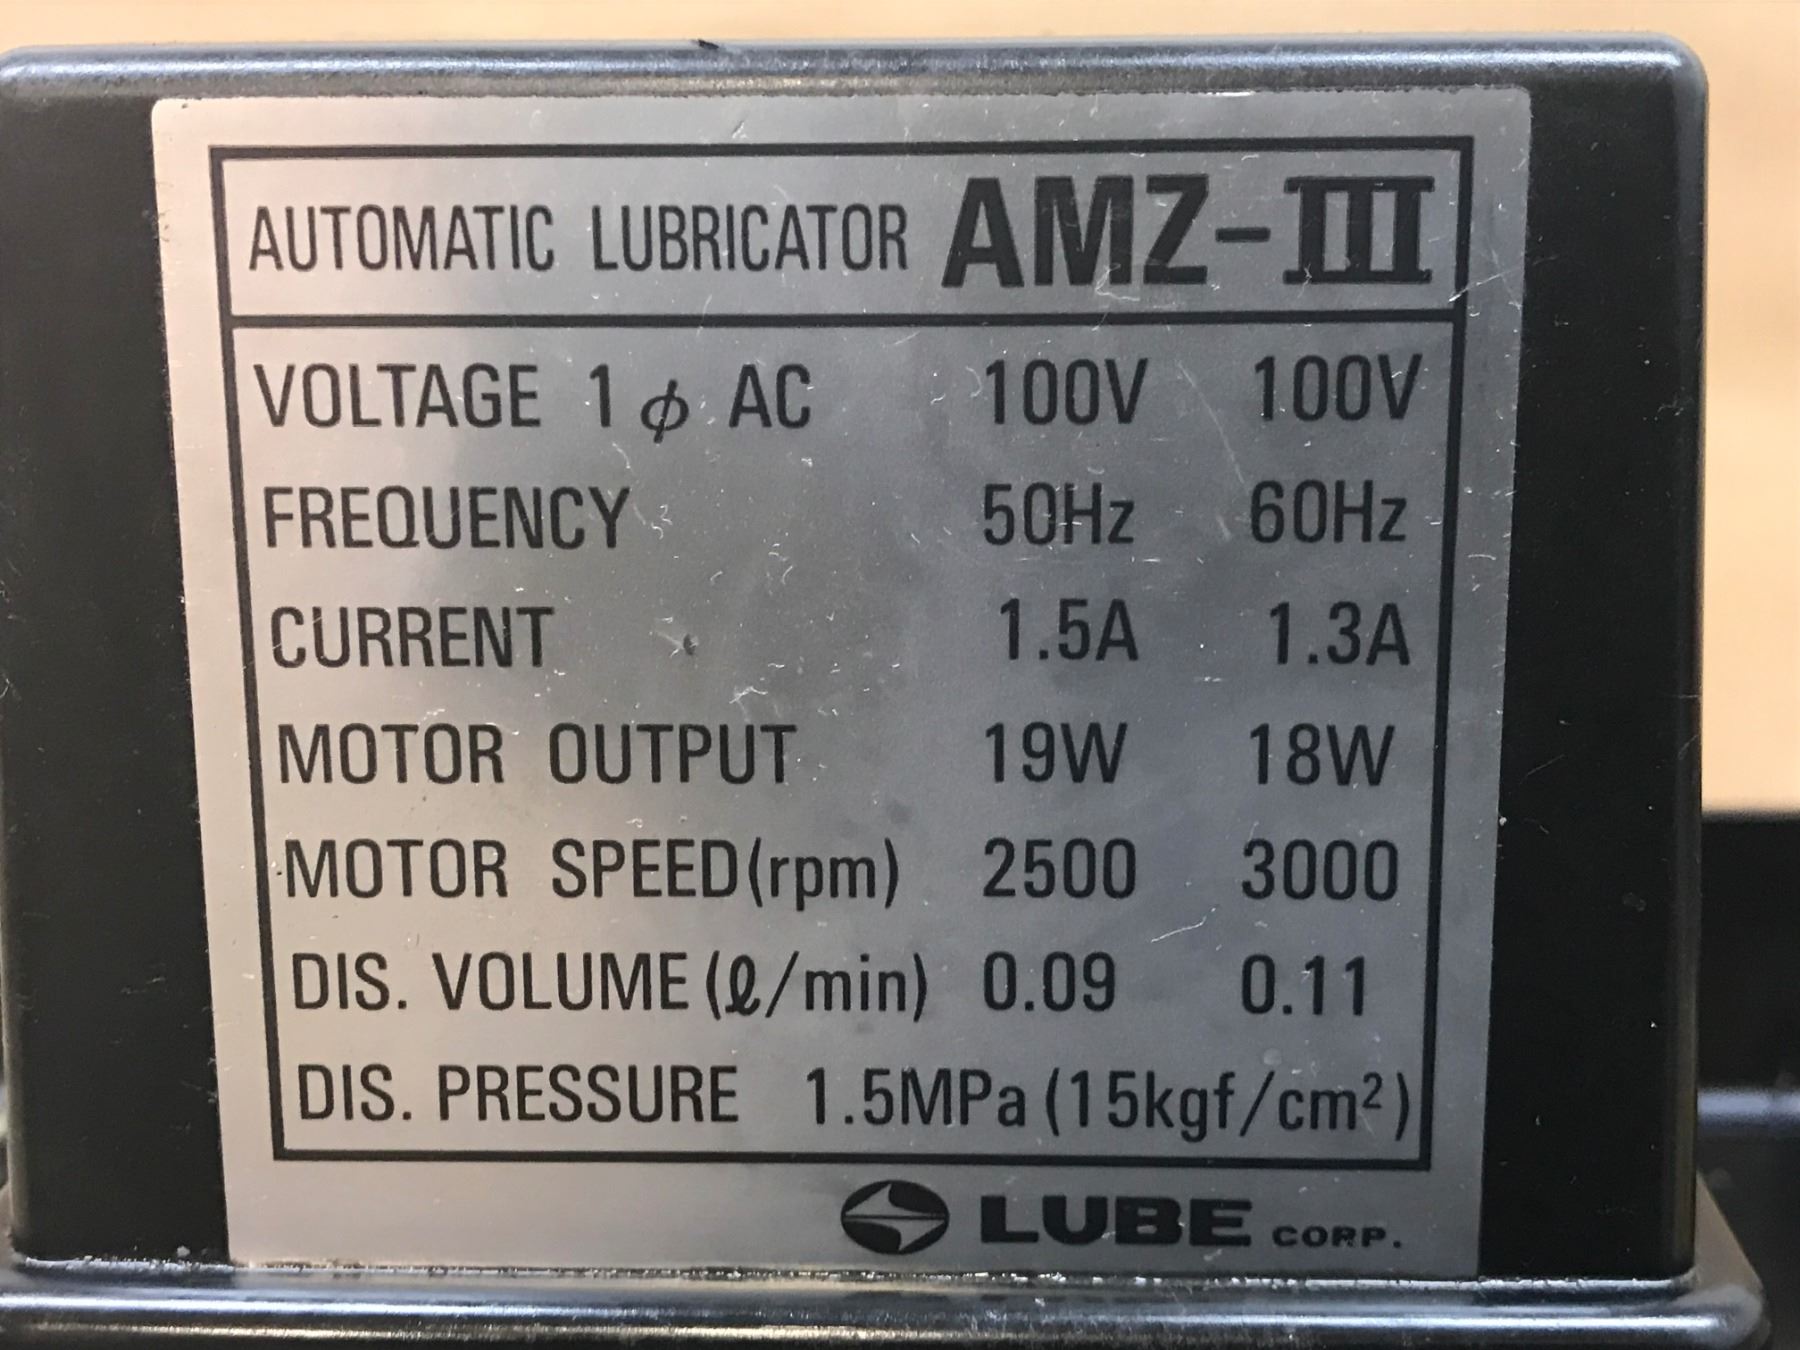 AUTOMATIC LUBRICATOR AMZ-III
VOLTAGE 1 ϕ AC 100V 100V
FREQUENCY 50Hz 60Hz
CURRENT 1.5A 1.3A
MOTOR OUTPUT 19W 18W
MOTOR SPEED(rpm) 2500 3000
DIS. VOLUME(ℓ/min) 0.09 0.11
DIS. PRESSURE 1.5MPa(15kgf/cm²)
LUBE CORP.